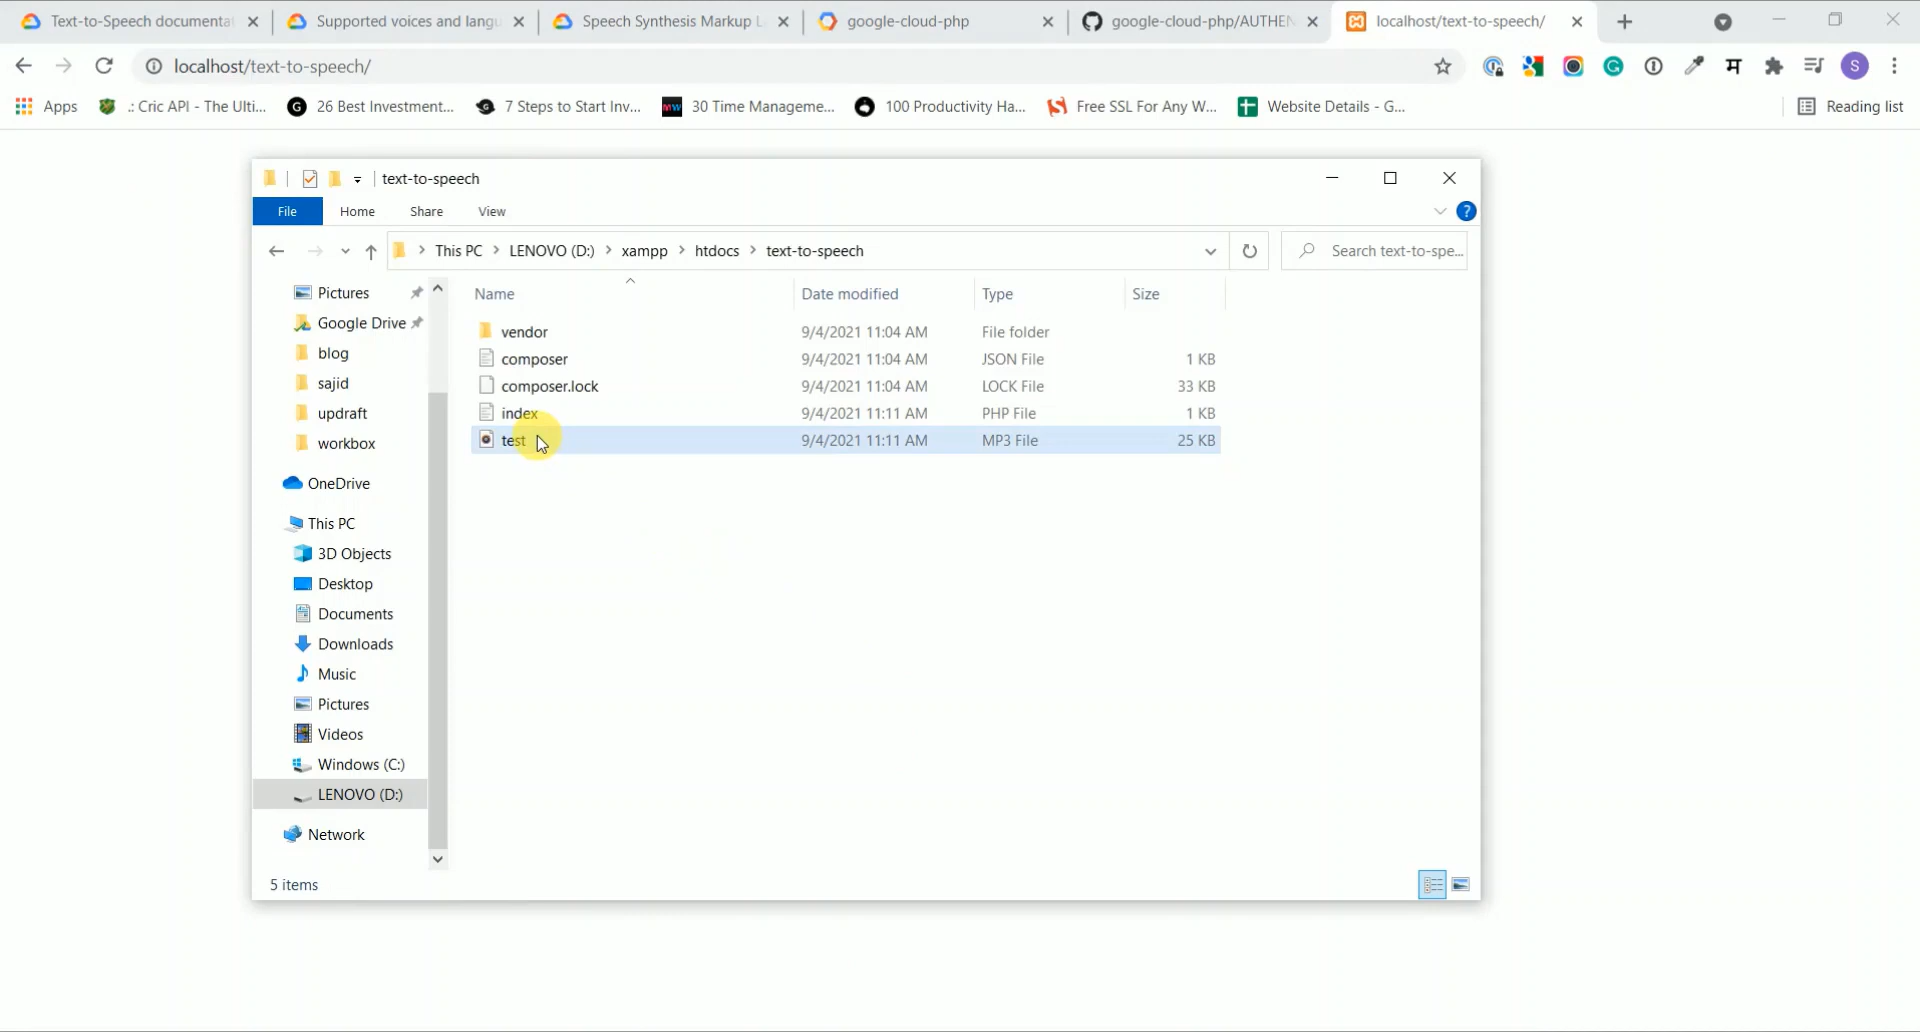 Text-to-Speech documentat
Supported voices and langu
Speech Synthesis Markup L
google-cloud-php
google-cloud-php/AUTHEN
localhost/text-to-speech/
localhost/text-to-speech/
S
Apps
.: Cric API - The Ulti...
26 Best Investment...
7 Steps to Start Inv...
30 Time Manageme...
100 Productivity Ha...
Free SSL For Any W...
Website Details - G...
Reading list
text-to-speech
File
Home
Share
View
This PC
LENOVO (D:)
xampp
htdocs
text-to-speech
Search text-to-spe...
Name
Date modified
Type
Size
vendor 9/4/2021 11:04 AM File folder
composer 9/4/2021 11:04 AM JSON File 1 KB
composer.lock 9/4/2021 11:04 AM LOCK File 33 KB
index 9/4/2021 11:11 AM PHP File 1 KB
test 9/4/2021 11:11 AM MP3 File 25 KB
Pictures
Google Drive
blog
sajid
updraft
workbox
OneDrive
This PC
3D Objects
Desktop
Documents
Downloads
Music
Pictures
Videos
Windows (C:)
LENOVO (D:)
Network
5 items